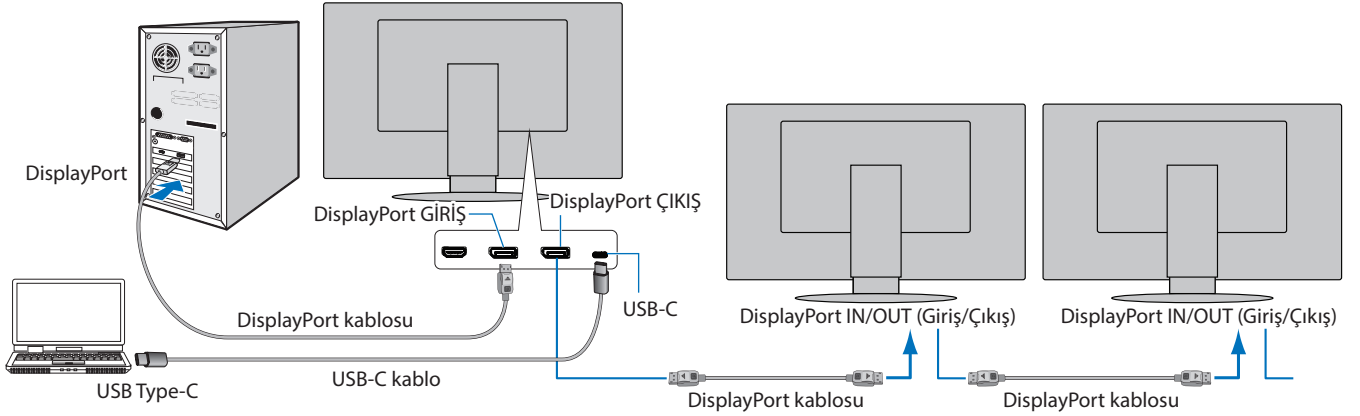 DisplayPort
DisplayPort GİRİŞ
DisplayPort ÇIKIŞ
USB-C
DisplayPort IN/OUT (Giriş/Çıkış)
DisplayPort IN/OUT (Giriş/Çıkış)
DisplayPort kablosu
USB-C kablo
USB Type-C
DisplayPort kablosu
DisplayPort kablosu